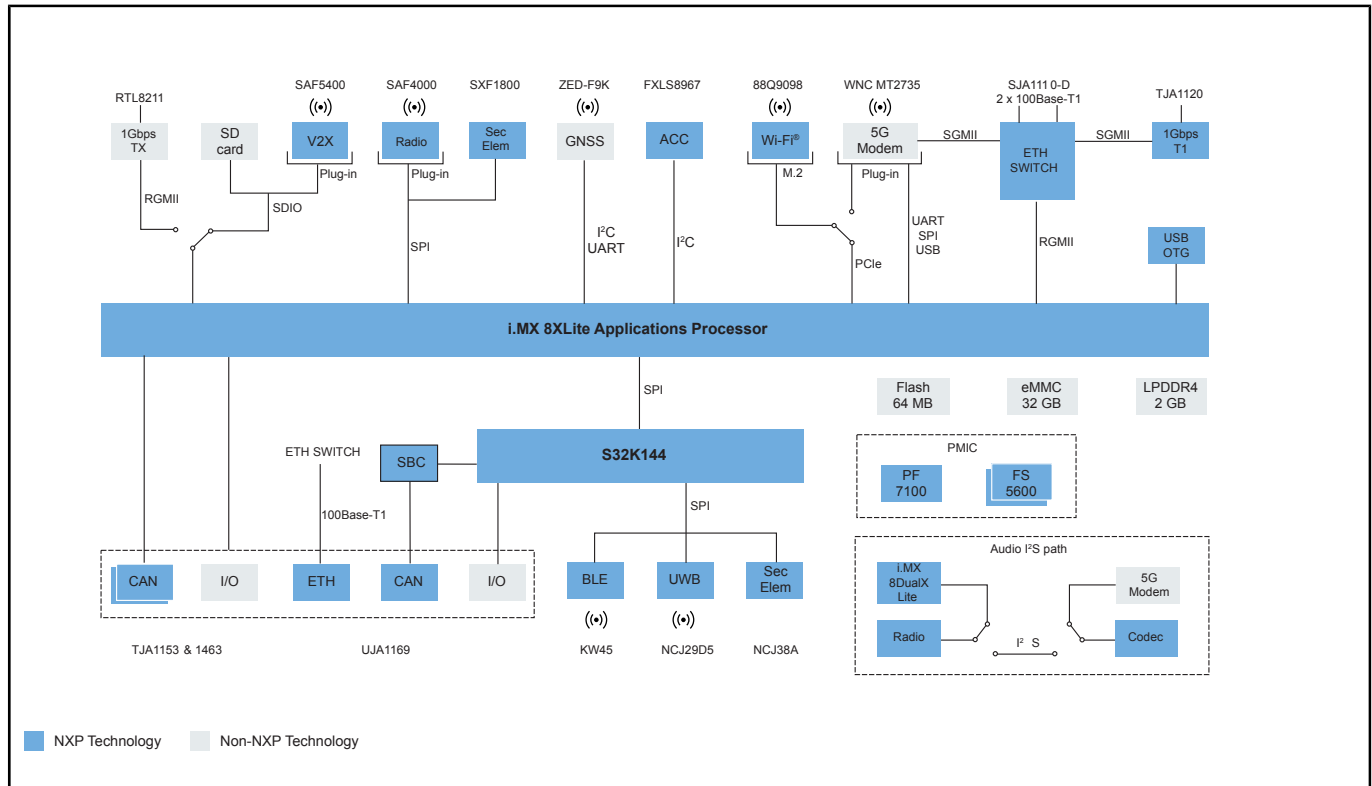 SAF5400
SAF4000
SXF1800
ZED-F9K
FXLS8967
88Q9098
WNC MT2735
SJA111 0-D
2 x 100Base-T1
RTL8211
TJA1120
1Gbps
TX
SD
card
V2X
Radio
Sec
Elem
GNSS
ACC
Wi-Fi®
5G
Modem
SGMII
ETH
SWITCH
SGMII
1Gbps
T1
Plug-in
Plug-in
M.2
Plug-in
RGMII
SDIO
SPI
I²C
UART
I²C
PCIe
UART
SPI
USB
RGMII
USB
OTG
i.MX 8XLite Applications Processor
SPI
Flash
64 MB
eMMC
32 GB
LPDDR4
2 GB
ETH SWITCH
SBC
S32K144
PMIC
PF
7100
FS
5600
100Base-T1
SPI
CAN
I/O
ETH
CAN
I/O
BLE
UWB
Sec
Elem
Audio I²S path
i.MX
8DualX
Lite
5G
Modem
Radio
I² S
Codec
TJA1153 & 1463
UJA1169
KW45
NCJ29D5
NCJ38A
NXP Technology
Non-NXP Technology